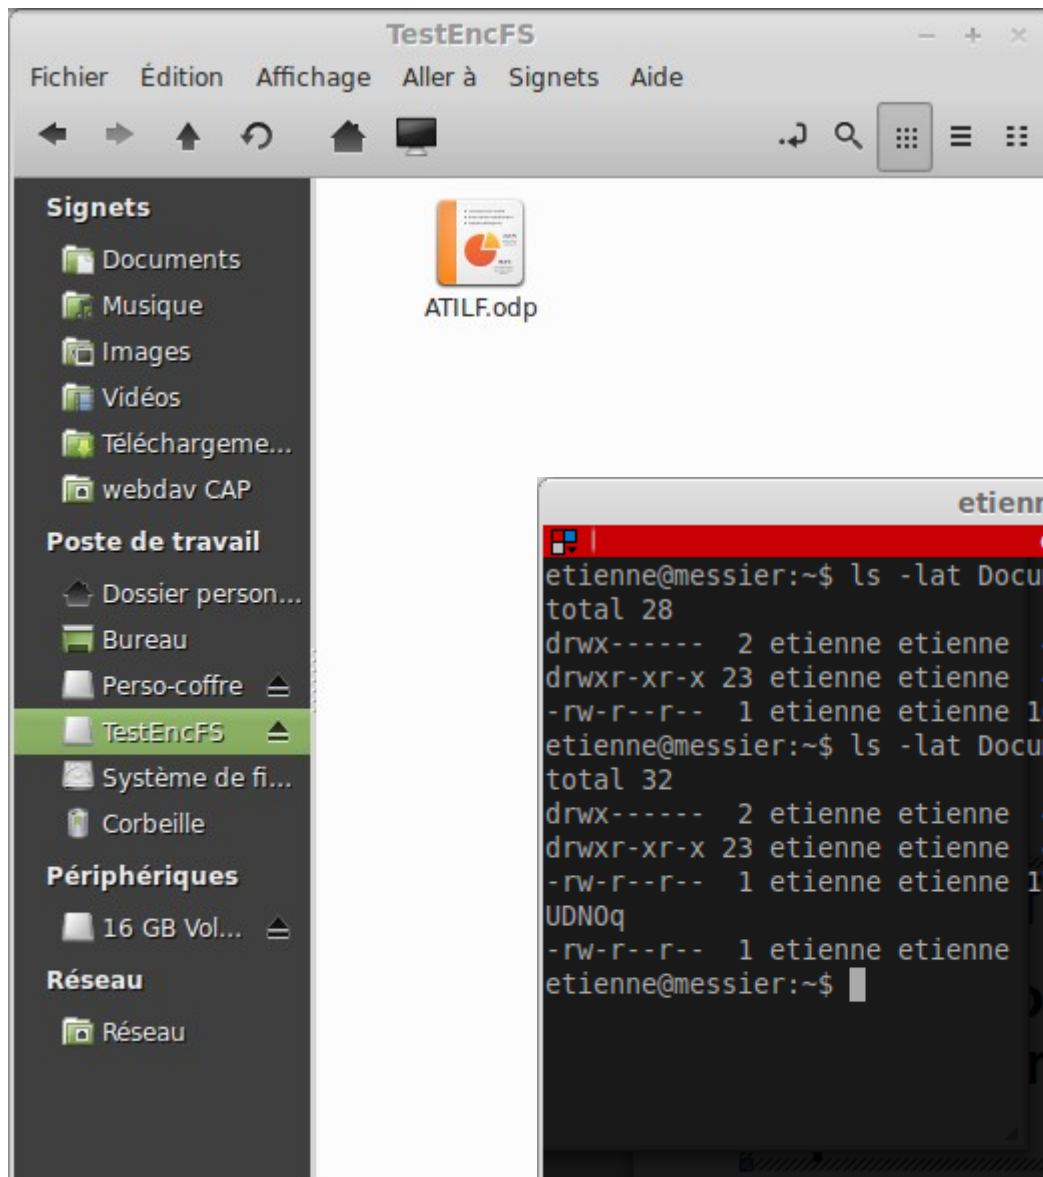 TestEncFS
Fichier Édition Affichage Aller à Signets Aide
Signets
Documents
Musique
Images
Vidéos
Téléchargeme...
webdav CAP
Poste de travail
Dossier person...
Bureau
Perso-coffre
TestEncFS
Système de fi...
Corbeille
Périphériques
16 GB Vol...
Réseau
Réseau
ATILF.odp
etienn
etienne@messier:~$ ls -lat Docu
total 28
drwx------ 2 etienne etienne
drwxr-xr-x 23 etienne etienne
-rw-r--r-- 1 etienne etienne 1
etienne@messier:~$ ls -lat Docu
total 32
drwx------ 2 etienne etienne
drwxr-xr-x 23 etienne etienne
-rw-r--r-- 1 etienne etienne 1
UDNOq
-rw-r--r-- 1 etienne etienne
etienne@messier:~$